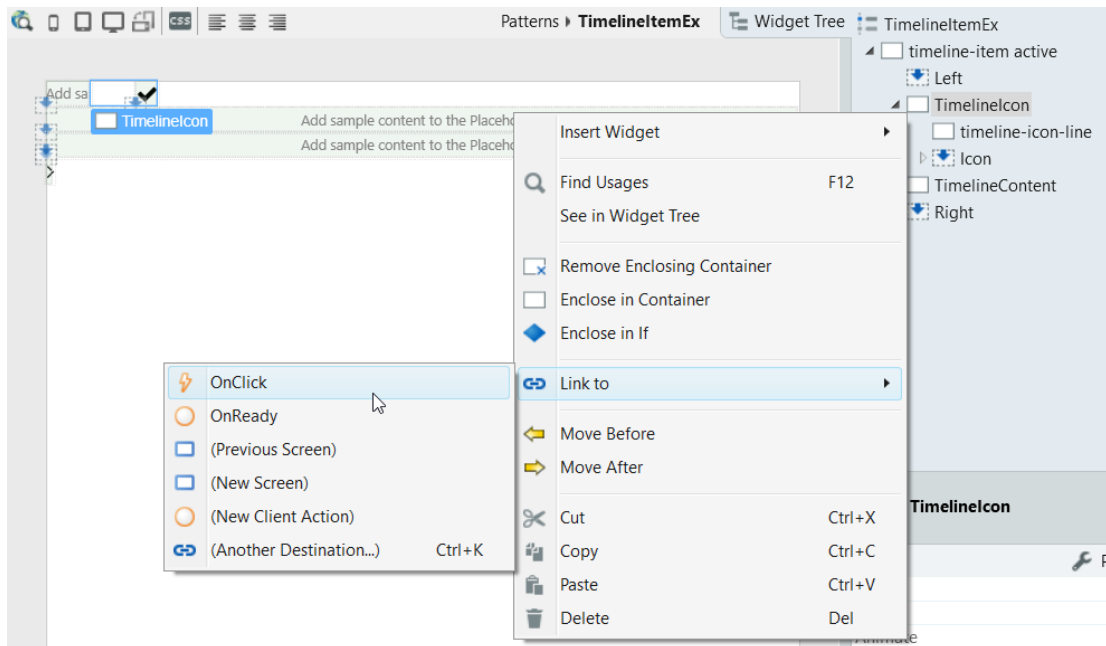 CSS
Patterns TimelineItemEx
Widget Tree
TimelineItemEx
timeline-item active
Left
TimelineIcon
timeline-icon-line
Icon
TimelineContent
Right
Add sa
TimelineIcon
Add sample content to the Placeho
Add sample content to the Placeho
Insert Widget
Find Usages F12
See in Widget Tree
Remove Enclosing Container
Enclose in Container
Enclose in If
Link to
Move Before
Move After
Cut Ctrl+X
Copy Ctrl+C
Paste Ctrl+V
Delete Del
OnClick
OnReady
(Previous Screen)
(New Screen)
(New Client Action)
(Another Destination...) Ctrl+K
TimelineIcon
P
Animate